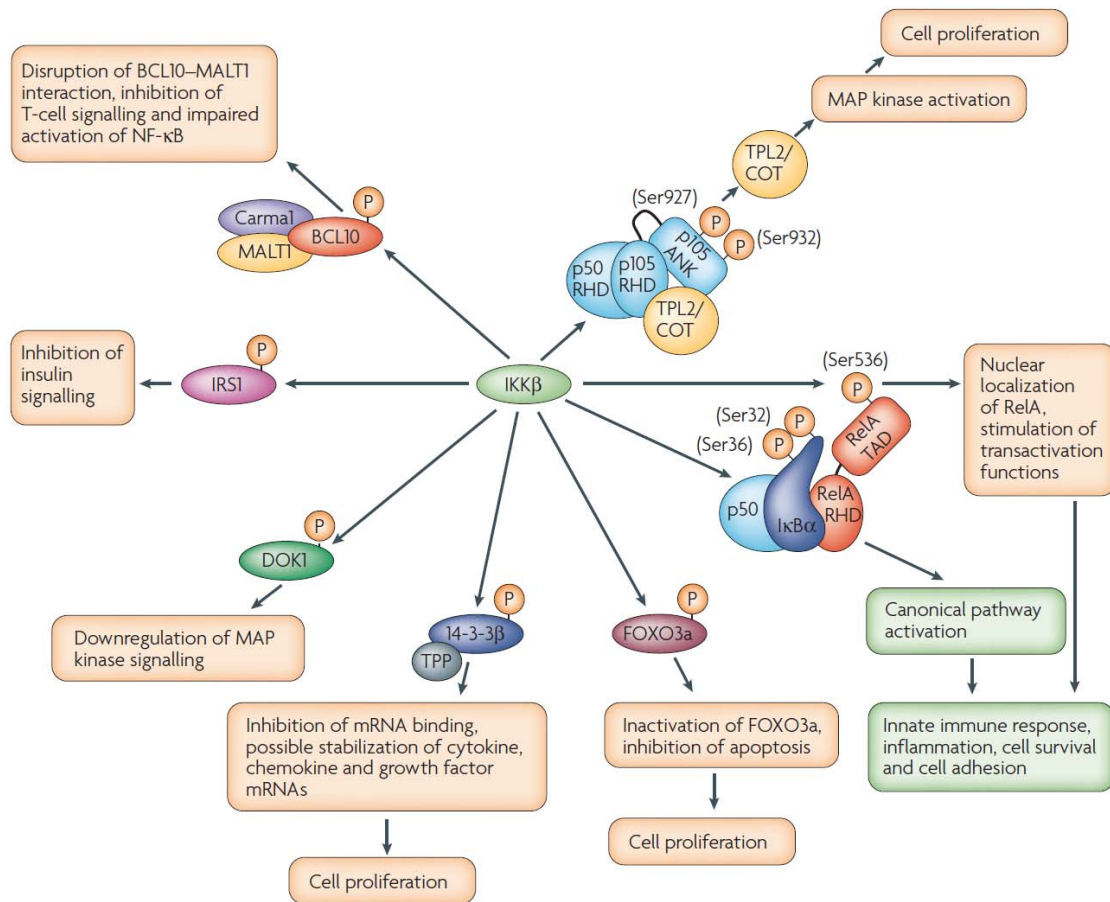 Cell proliferation
Disruption of BCL10–MALT1
interaction, inhibition of
T-cell signalling and impaired
activation of NF-κB
MAP kinase activation
TPL2/
COT
P
Carma1
BCL10
MALT1
(Ser927)
P
P
(Ser932)
p105
ANK
p50
RHD
p105
RHD
TPL2/
COT
Inhibition of
insulin
signalling
P
IRS1
IKKβ
(Ser536)
P
RelA
TAD
(Ser32)
P
(Ser36)
P
p50
IκBα
RelA
RHD
Nuclear
localization
of RelA,
stimulation of
transactivation
functions
P
DOK1
Downregulation of MAP
kinase signalling
P
14-3-3β
TPP
P
FOXO3a
Canonical pathway
activation
Inhibition of mRNA binding,
possible stabilization of cytokine,
chemokine and growth factor
mRNAs
Inactivation of FOXO3a,
inhibition of apoptosis
Innate immune response,
inflammation, cell survival
and cell adhesion
Cell proliferation
Cell proliferation